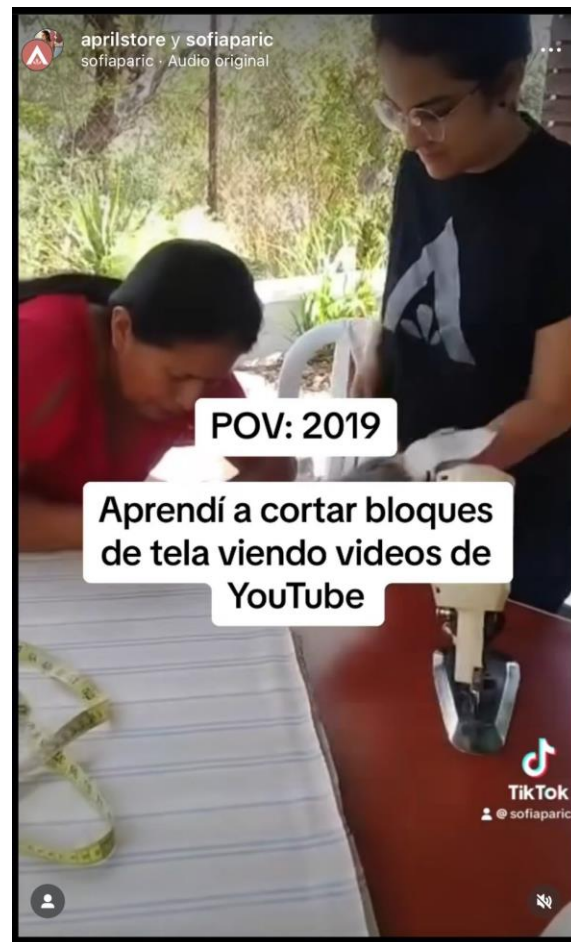 aprilstore y sofiaparic
sofiaparic · Audio original
POV: 2019
Aprendí a cortar bloques
de tela viendo videos de
YouTube
TikTok
@ sofiaparic